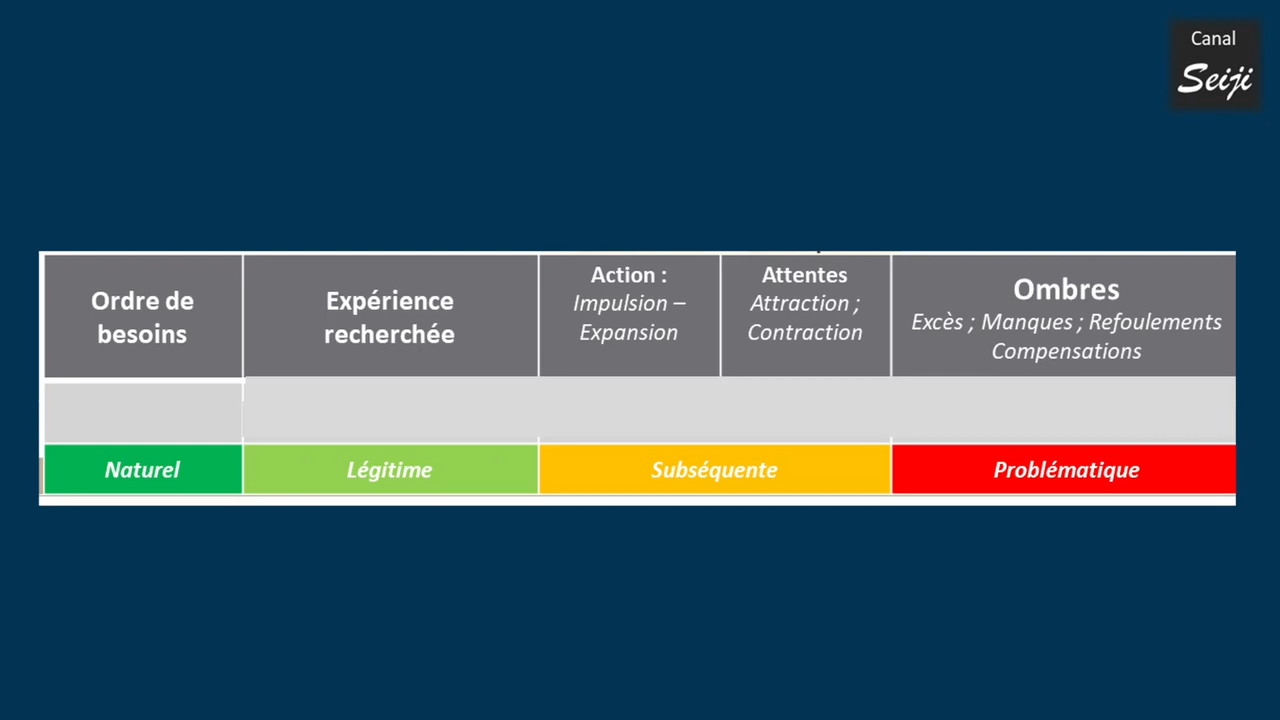 Canal
Seiji
Ordre de
besoins
Expérience
recherchée
Action :
Impulsion –
Expansion
Attentes
Attraction ;
Contraction
Ombres
Excès ; Manques ; Refoulements
Compensations
Naturel
Légitime
Subséquente
Problématique